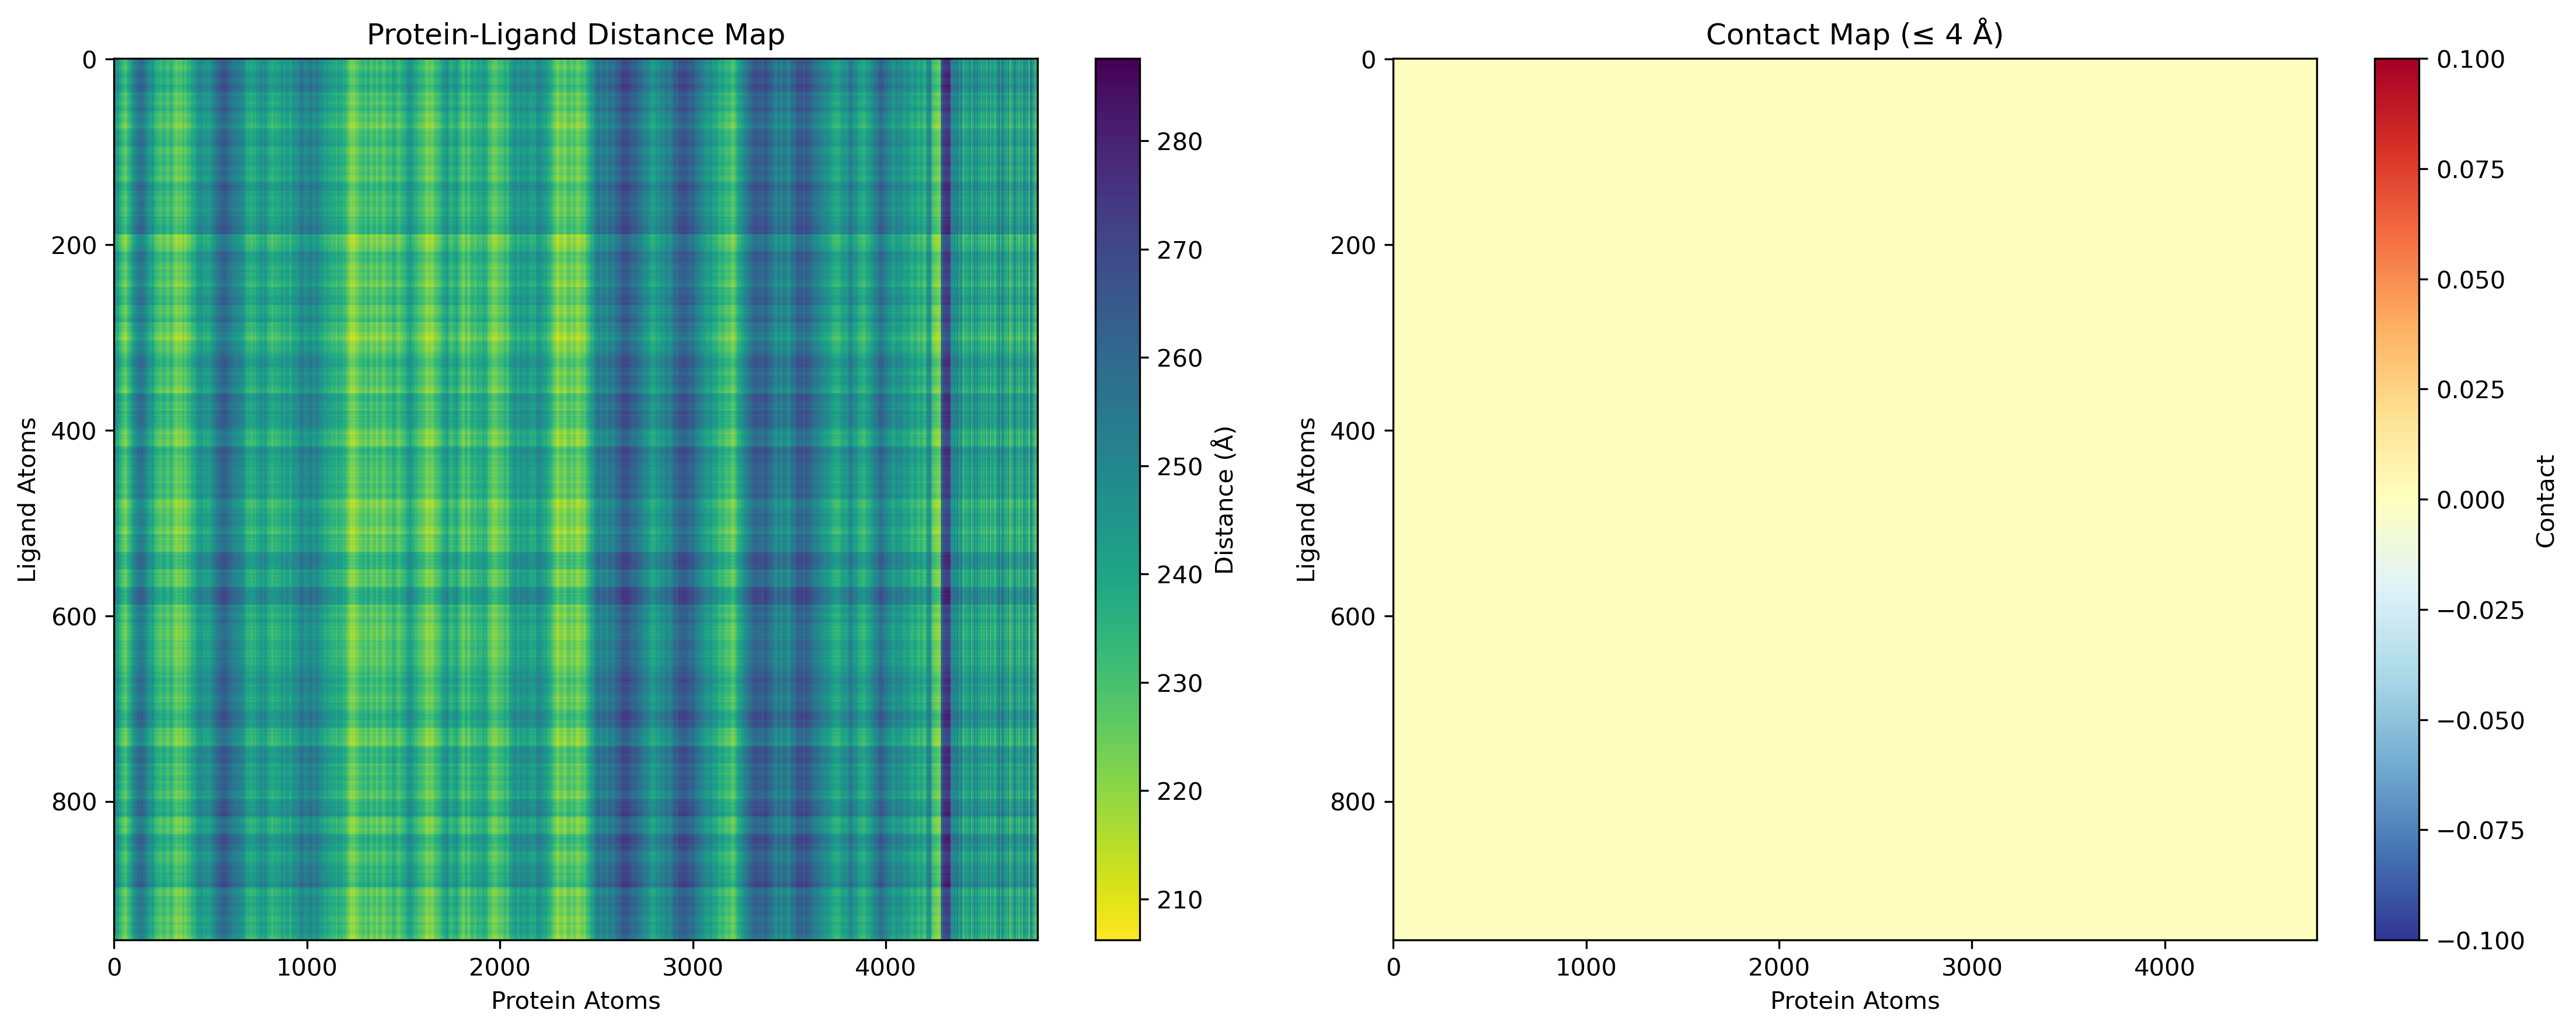 Protein-Ligand Distance Map
0
200
400
600
800
Ligand Atoms
0 1000 2000 3000 4000
Protein Atoms
280
270
260
250
240
230
220
210
Distance (Å)
Contact Map (≤ 4 Å)
0
200
400
600
800
Ligand Atoms
0 1000 2000 3000 4000
Protein Atoms
0.100
0.075
0.050
0.025
0.000
−0.025
−0.050
−0.075
−0.100
Contact